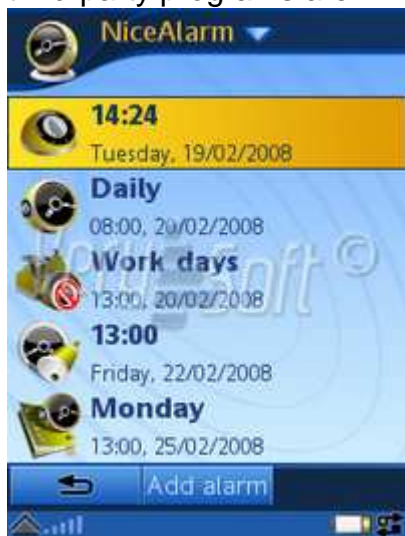 NiceAlarm
14:24
Tuesday, 19/02/2008
Daily
08:00, 20/02/2008
Work days
13:00, 20/02/2008
13:00
Friday, 22/02/2008
Monday
13:00, 25/02/2008
Add alarm